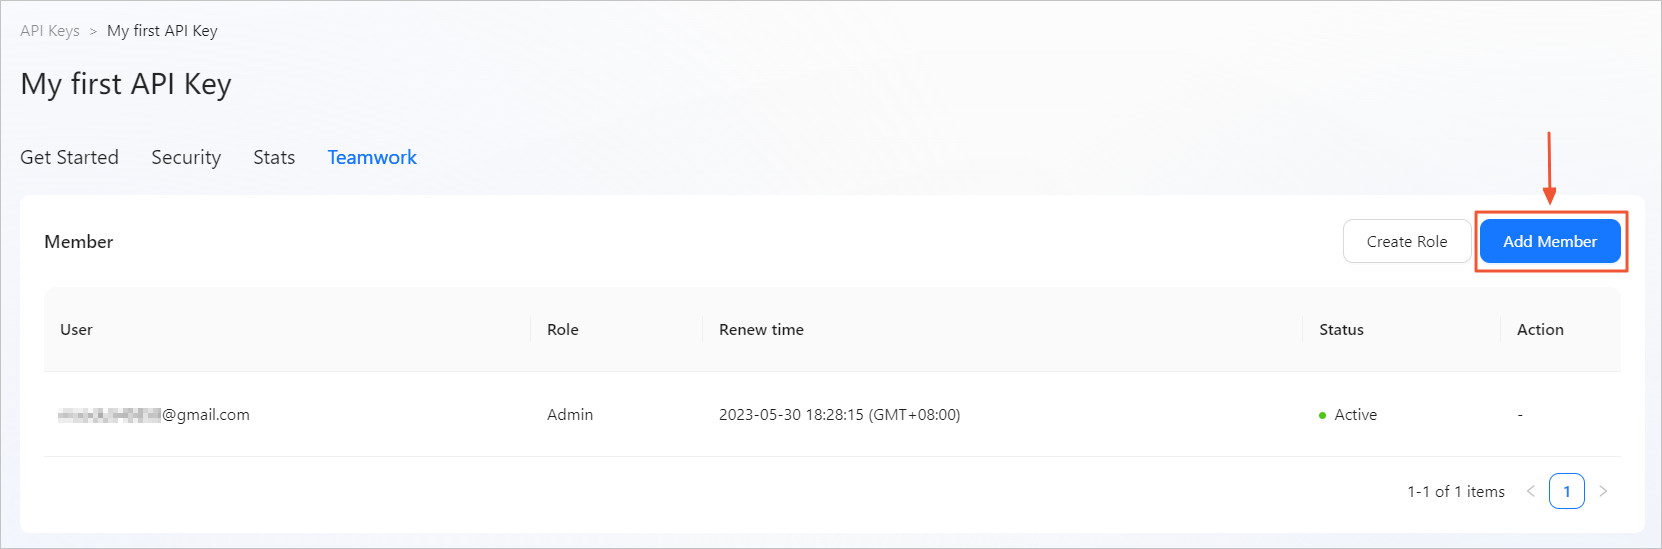 API Keys > My first API Key
My first API Key
Get Started Security Stats Teamwork
Member Create Role Add Member
User Role Renew time Status Action
@gmail.com Admin 2023-05-30 18:28:15 (GMT+08:00) Active -
1-1 of 1 items < 1 >